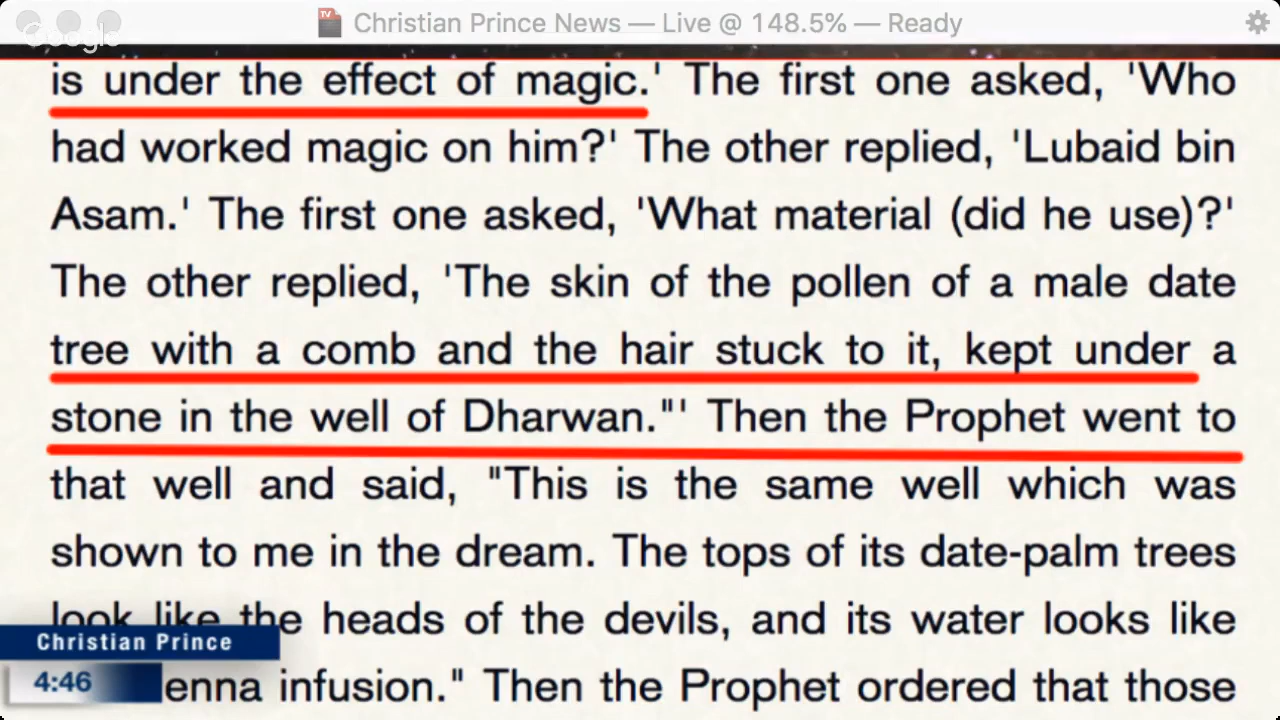 Christian Prince News — Live @ 148.5% — Ready
Google
is under the effect of magic.' The first one asked, 'Who
had worked magic on him?' The other replied, 'Lubaid bin
Asam.' The first one asked, 'What material (did he use)?'
The other replied, 'The skin of the pollen of a male date
tree with a comb and the hair stuck to it, kept under a
stone in the well of Dharwan."' Then the Prophet went to
that well and said, "This is the same well which was
shown to me in the dream. The tops of its date-palm trees
look like the heads of the devils, and its water looks like
enna infusion." Then the Prophet ordered that those
Christian Prince
4:46